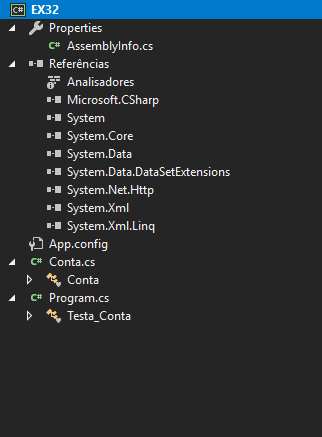 EX32
Properties
AssemblyInfo.cs
Referências
Analisadores
Microsoft.CSharp
System
System.Core
System.Data
System.Data.DataSetExtensions
System.Net.Http
System.Xml
System.Xml.Linq
App.config
Conta.cs
Conta
Program.cs
Testa_Conta